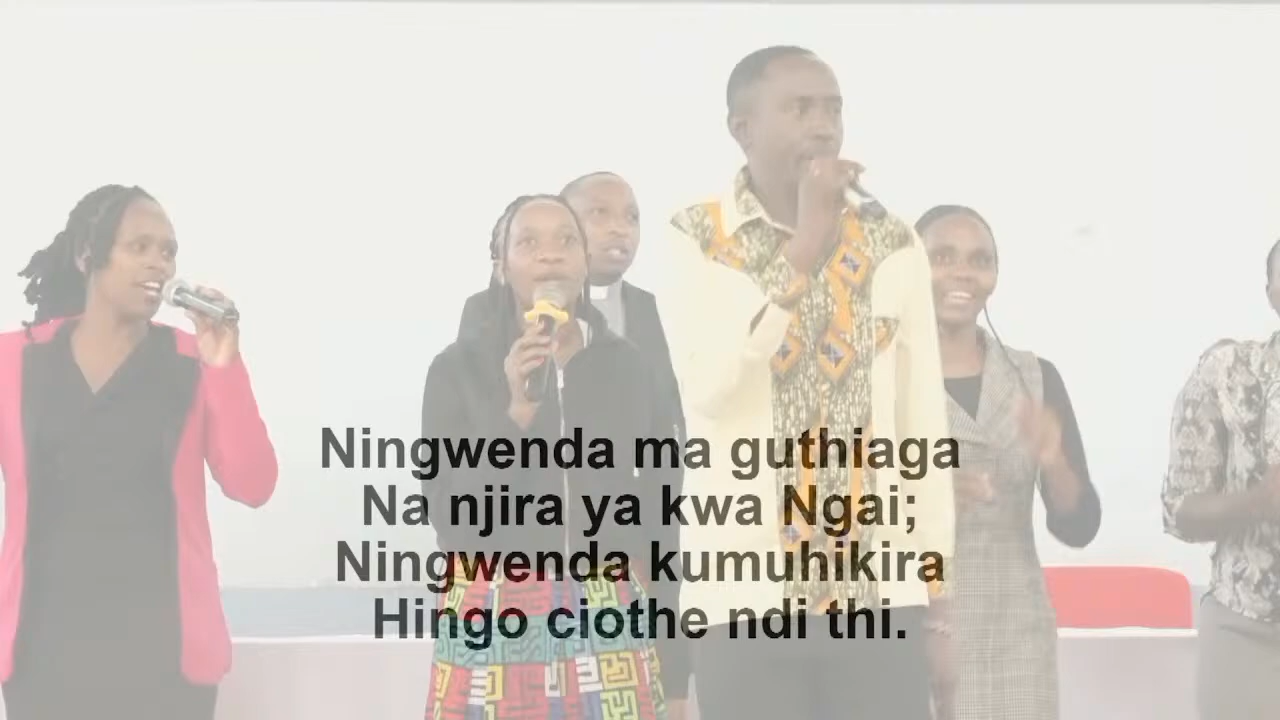 Ningwenda ma guthiaga
Na njira ya kwa Ngai;
Ningwenda kumuhikira
Hingo ciothe ndi thi.